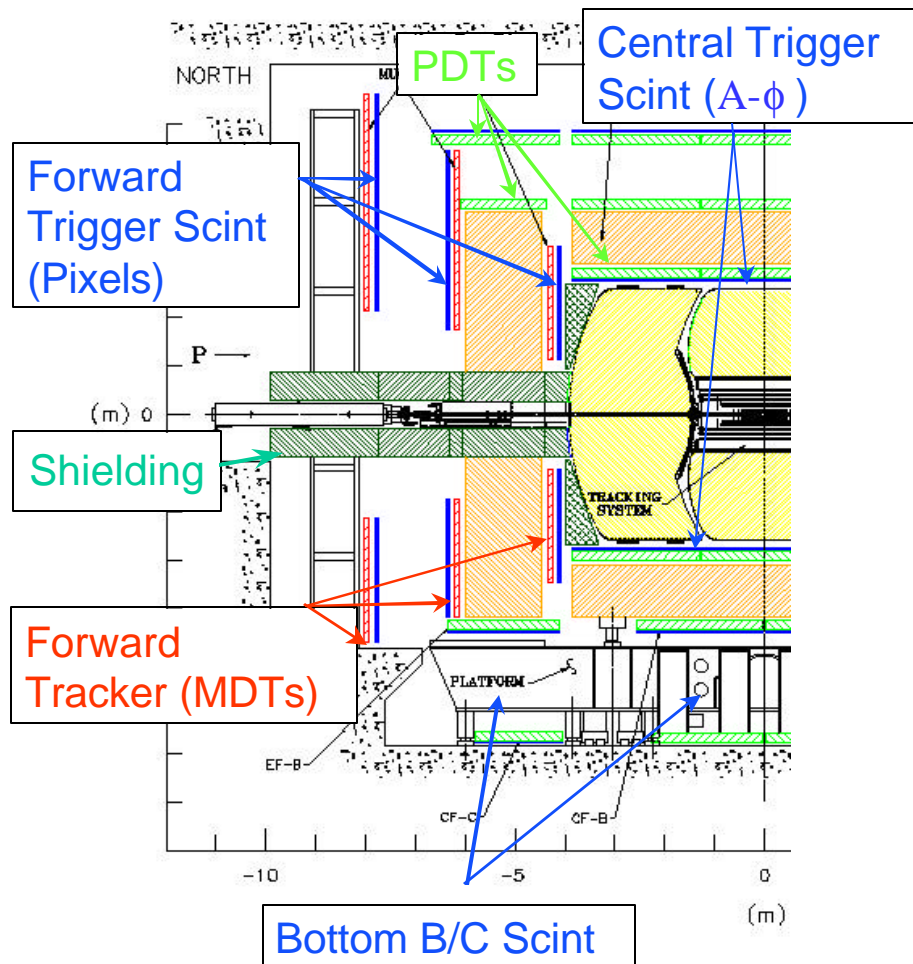 Central Trigger
Scint (A-ϕ )
PDTs
NORTH
Forward
Trigger Scint
(Pixels)
P
(m) 0
Shielding
TRACKING
SYSTEM
Forward
Tracker (MDTs)
PLATFORM
EF-B
CF-C
CF-B
-10
-5
0
(m)
Bottom B/C Scint